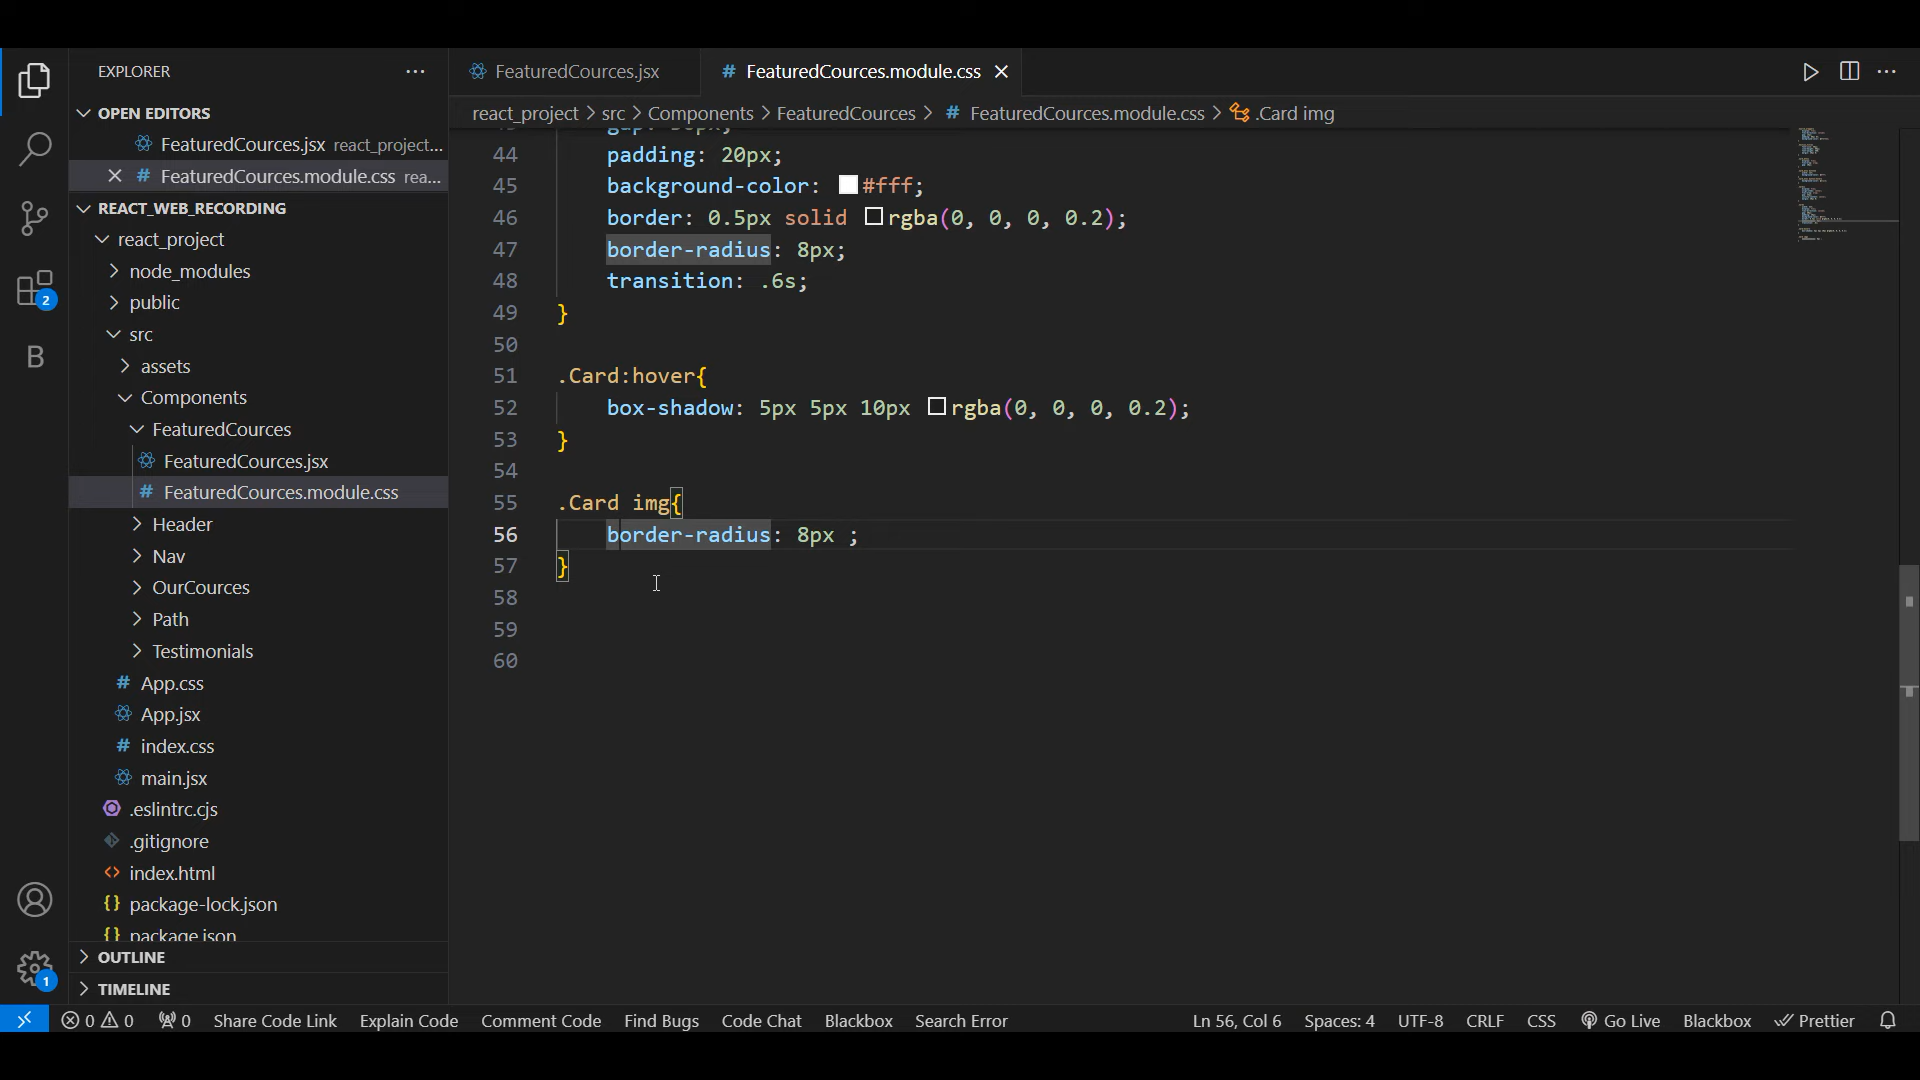 EXPLORER
OPEN EDITORS
FeaturedCources.jsx react_project...
FeaturedCources.module.css rea...
REACT_WEB_RECORDING
react_project
node_modules
public
src
assets
Components
FeaturedCources
FeaturedCources.jsx
FeaturedCources.module.css
Header
Nav
OurCources
Path
Testimonials
App.css
App.jsx
index.css
main.jsx
.eslintrc.cjs
.gitignore
index.html
package-lock.json
package.json
OUTLINE
TIMELINE
2
B
1
FeaturedCources.jsx
FeaturedCources.module.css
react_project > src > Components > FeaturedCources > # FeaturedCources.module.css > .Card img
44 padding: 20px;
45 background-color: #fff;
46 border: 0.5px solid rgba(0, 0, 0, 0.2);
47 border-radius: 8px;
48 transition: .6s;
49 }
50
51 .Card:hover{
52 box-shadow: 5px 5px 10px rgba(0, 0, 0, 0.2);
53 }
54
55 .Card img{
56 border-radius: 8px ;
57 }
58
59
60
0 0 0 Share Code Link Explain Code Comment Code Find Bugs Code Chat Blackbox Search Error Ln 56, Col 6 Spaces: 4 UTF-8 CRLF CSS Go Live Blackbox Prettier